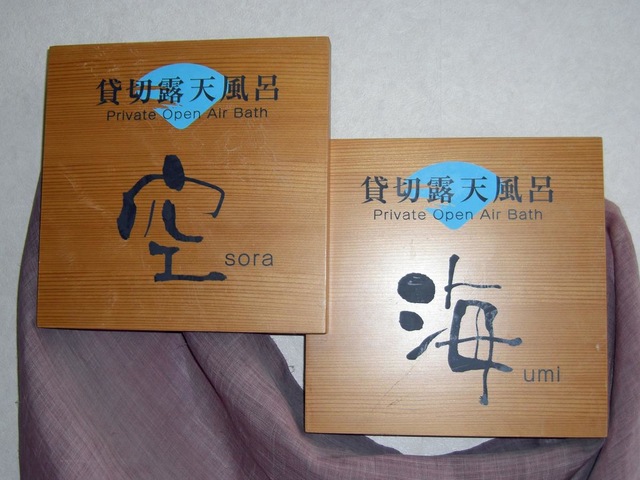 貸切露天風呂
Private Open Air Bath
空
sora
貸切露天風呂
Private Open Air Bath
海
umi